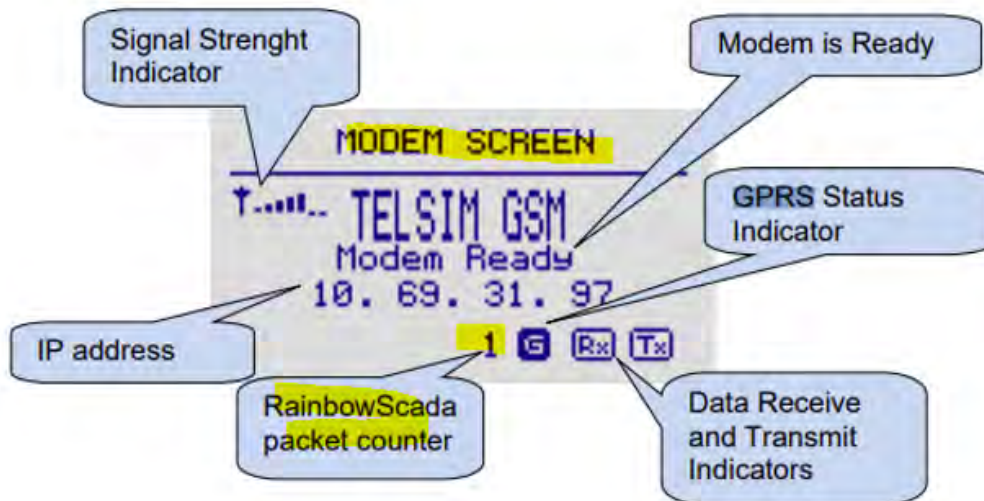 Signal Strenght
Indicator
Modem is Ready
MODEM SCREEN
TELSIM GSM
Modem Ready
10. 69. 31. 97
GPRS Status
Indicator
IP address
1 G Rx Tx
RainbowScada
packet counter
Data Receive
and Transmit
Indicators